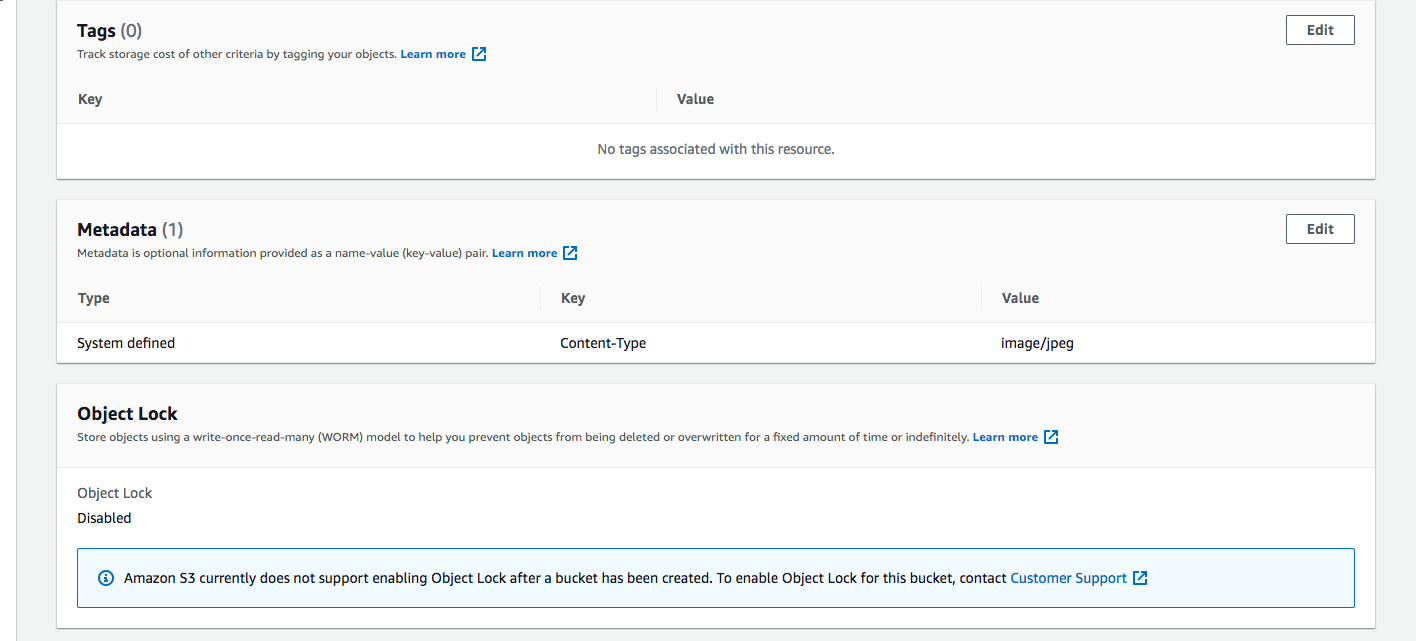 Tags (0)
Edit
Track storage cost of other criteria by tagging your objects. Learn more
Key Value
No tags associated with this resource.
Metadata (1)
Edit
Metadata is optional information provided as a name-value (key-value) pair. Learn more
Type Key Value
System defined Content-Type image/jpeg
Object Lock
Store objects using a write-once-read-many (WORM) model to help you prevent objects from being deleted or overwritten for a fixed amount of time or indefinitely. Learn more
Object Lock
Disabled
Amazon S3 currently does not support enabling Object Lock after a bucket has been created. To enable Object Lock for this bucket, contact Customer Support